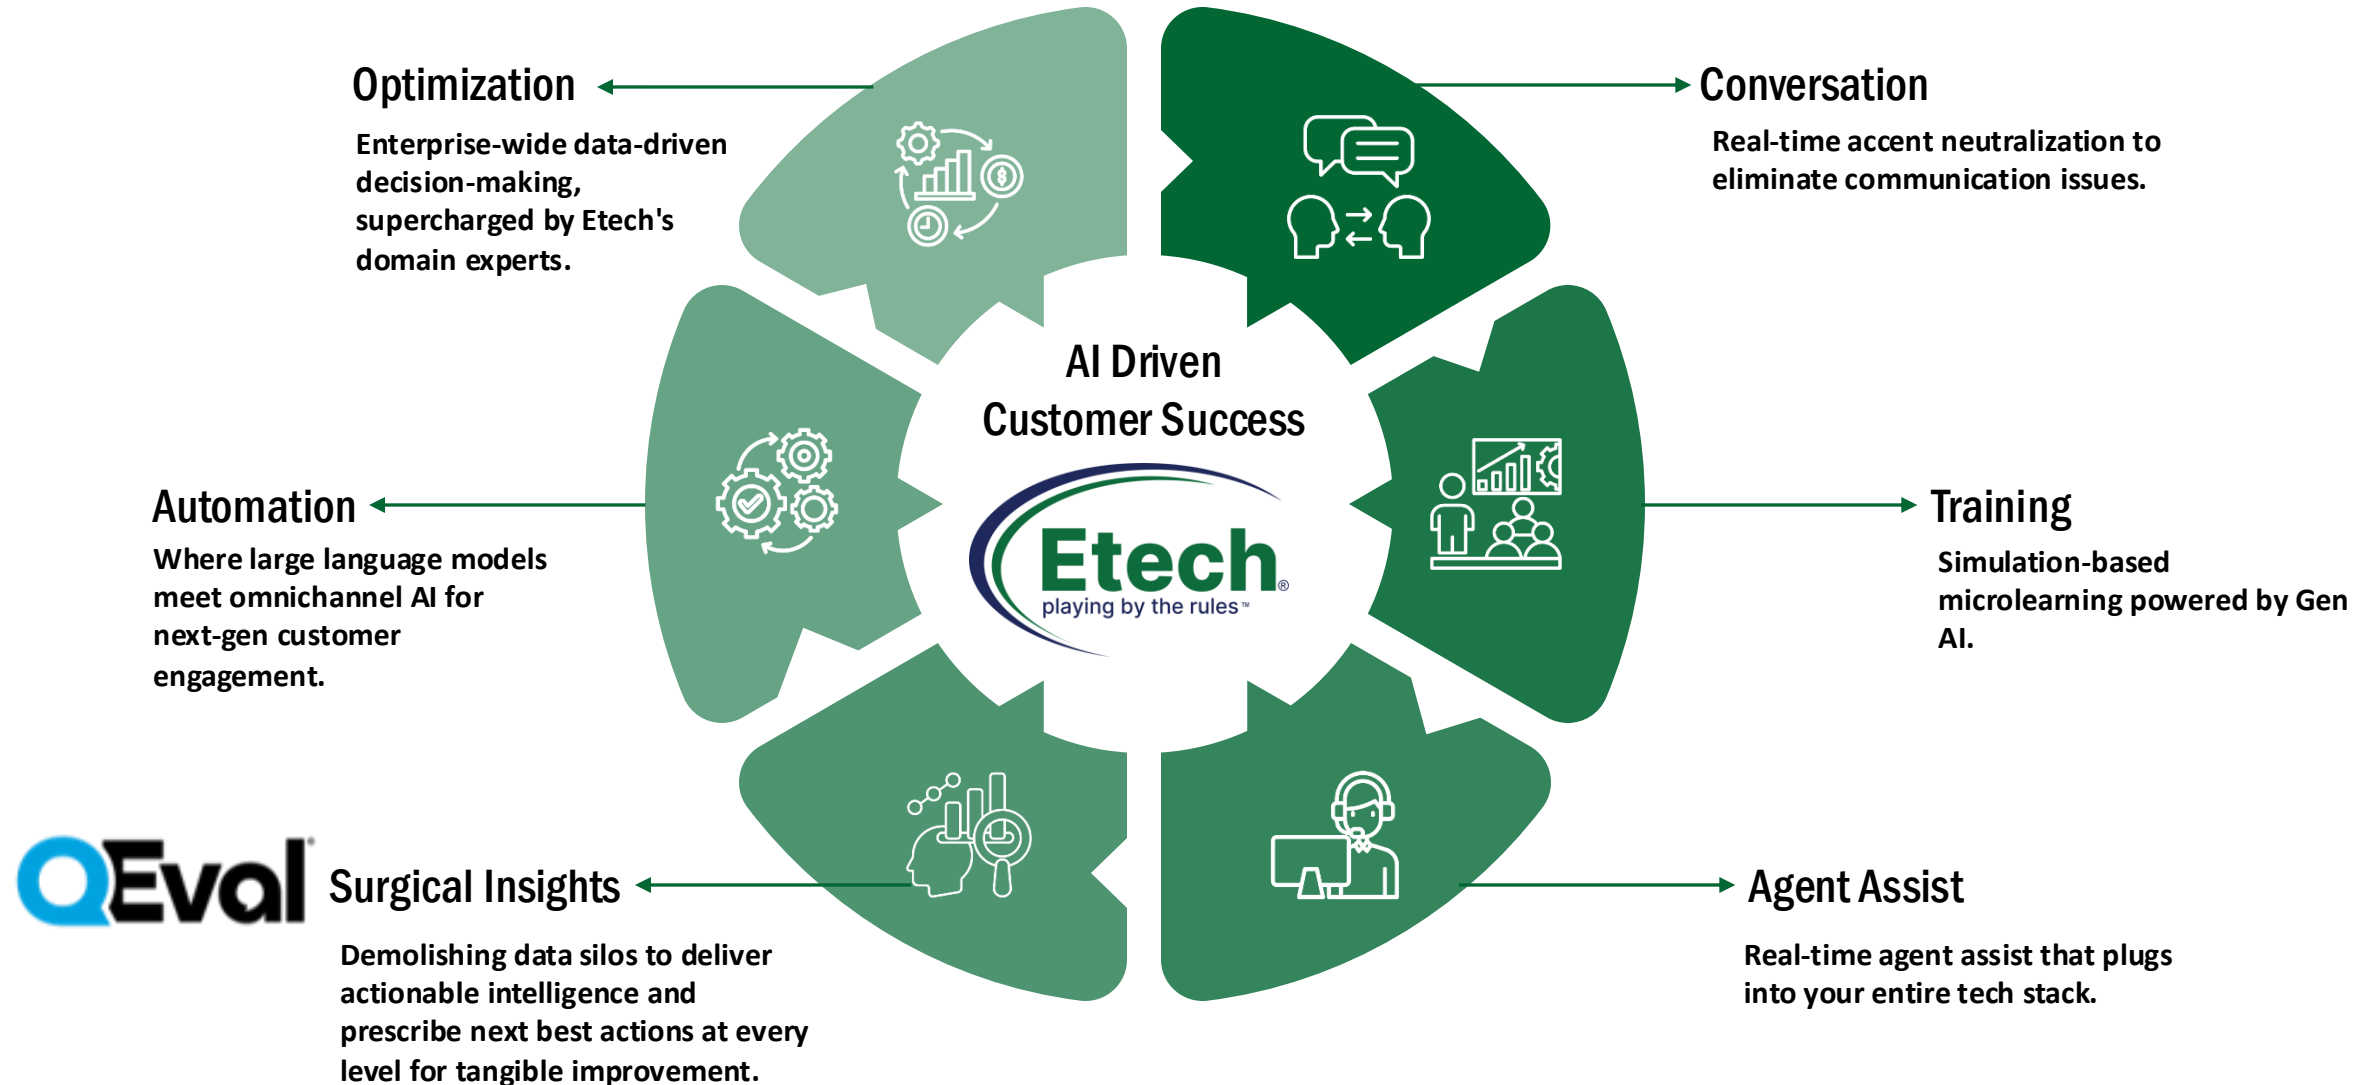 Optimization
Enterprise-wide data-driven
decision-making,
supercharged by Etech's
domain experts.
Conversation
Real-time accent neutralization to
eliminate communication issues.
AI Driven
Customer Success
Etech®
playing by the rules™
Automation
Where large language models
meet omnichannel AI for
next-gen customer
engagement.
Training
Simulation-based
microlearning powered by Gen
AI.
QEval
Surgical Insights
Demolishing data silos to deliver
actionable intelligence and
prescribe next best actions at every
level for tangible improvement.
Agent Assist
Real-time agent assist that plugs
into your entire tech stack.